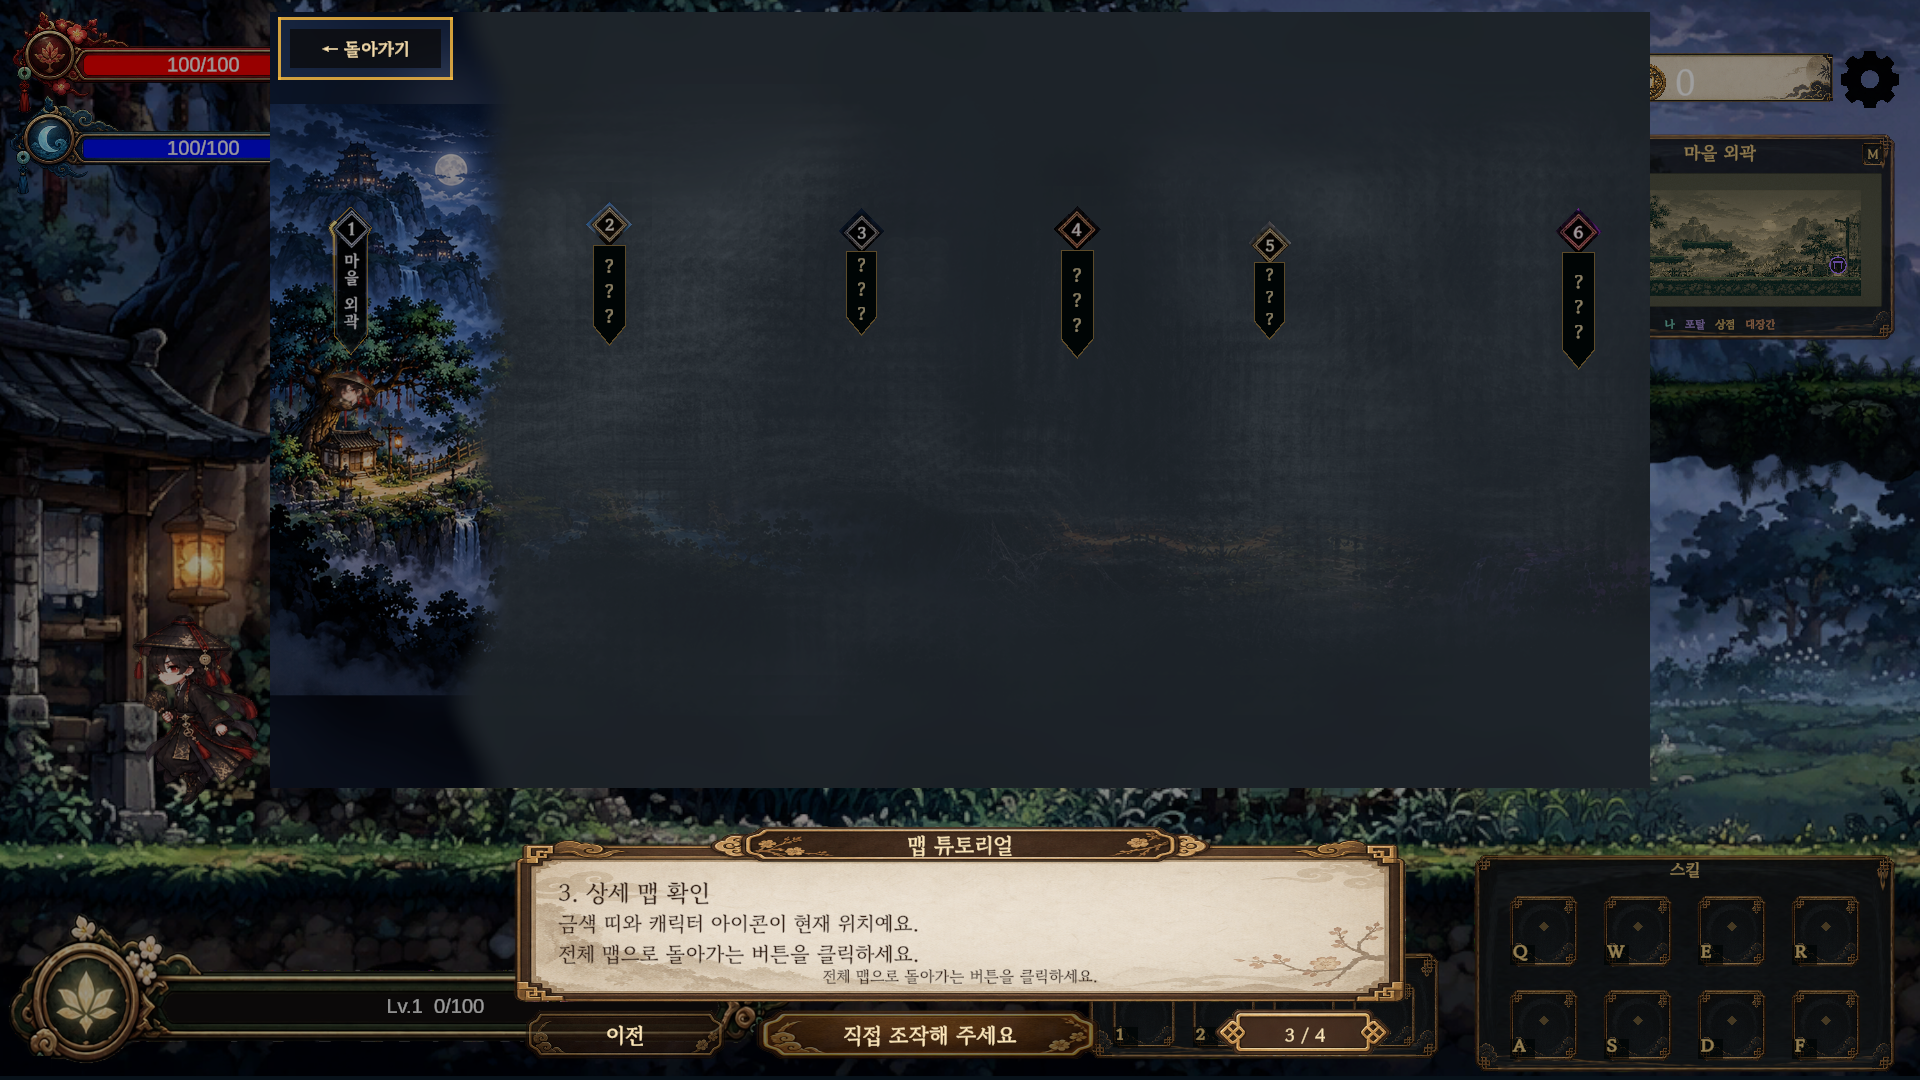 ← 돌아가기
100/100
100/100
0
마을 외곽
M
나 포탈 상점 대장간
1
마을 외곽
2
???
3
???
4
???
5
???
6
???
맵 튜토리얼
3. 상세 맵 확인
금색 띠와 캐릭터 아이콘이 현재 위치예요.
전체 맵으로 돌아가는 버튼을 클릭하세요.
전체 맵으로 돌아가는 버튼을 클릭하세요.
이전
직접 조작해 주세요
1
2
3 / 4
Lv.1 0/100
스킬
Q W E R
A S D F